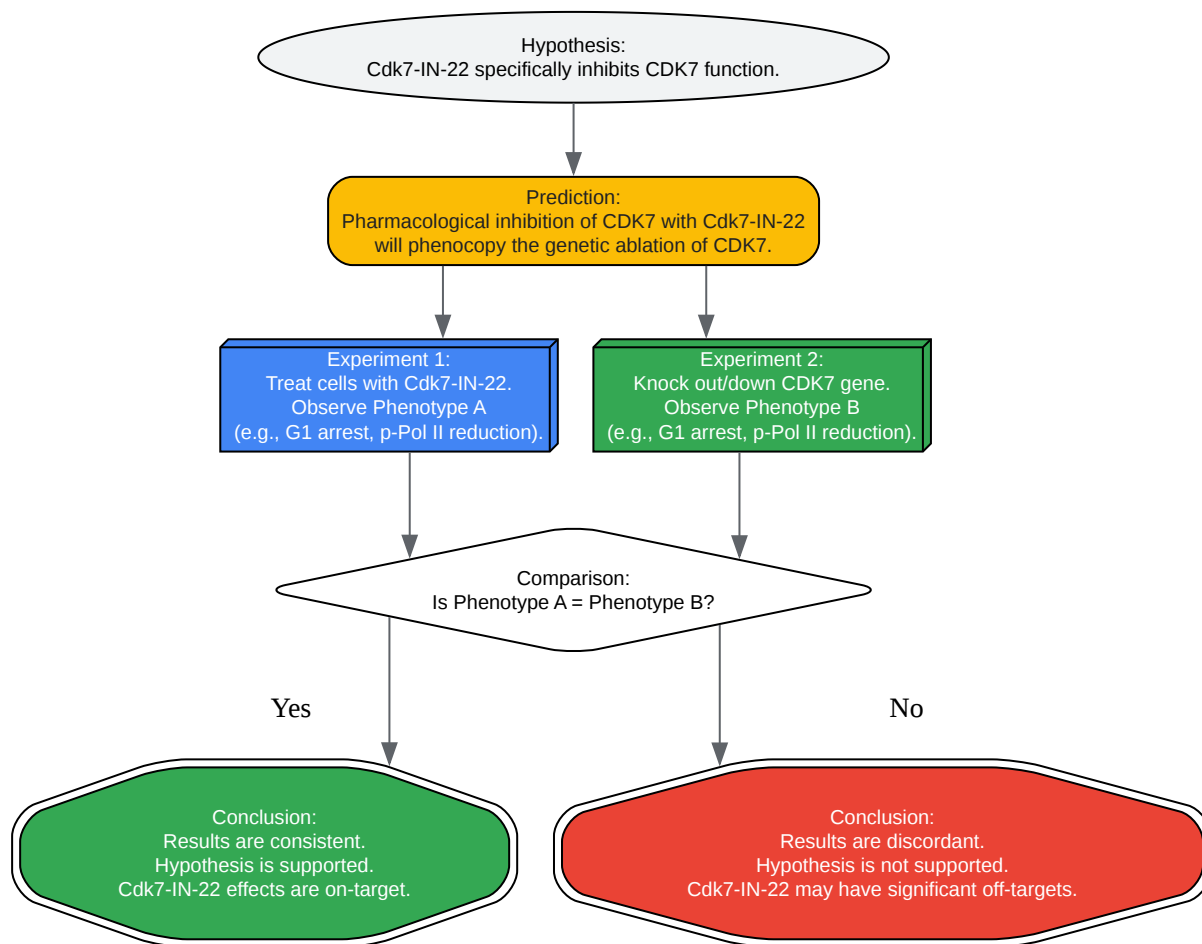 Hypothesis:
Cdk7-IN-22 specifically inhibits CDK7 function.
Prediction:
Pharmacological inhibition of CDK7 with Cdk7-IN-22
will phenocopy the genetic ablation of CDK7.
Experiment 1:
Treat cells with Cdk7-IN-22.
Observe Phenotype A
(e.g., G1 arrest, p-Pol II reduction).
Experiment 2:
Knock out/down CDK7 gene.
Observe Phenotype B
(e.g., G1 arrest, p-Pol II reduction).
Comparison:
Is Phenotype A = Phenotype B?
Yes
No
Conclusion:
Results are consistent.
Hypothesis is supported.
Cdk7-IN-22 effects are on-target.
Conclusion:
Results are discordant.
Hypothesis is not supported.
Cdk7-IN-22 may have significant off-targets.